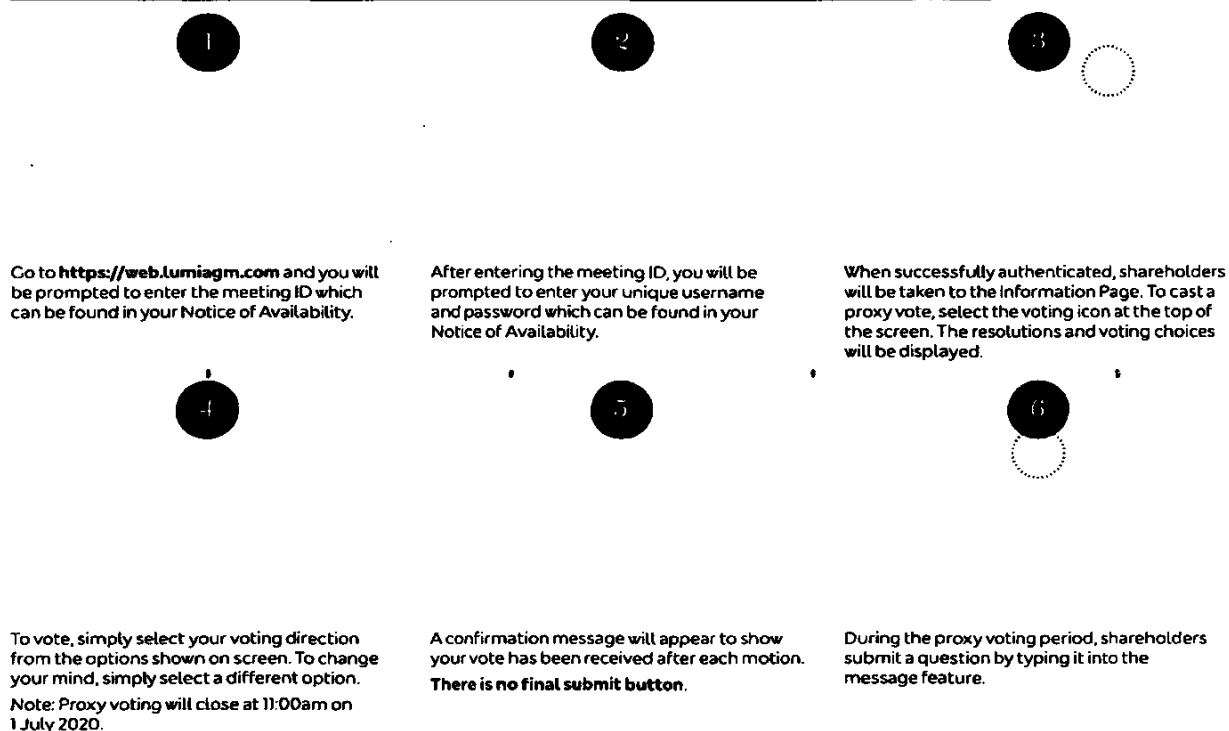 1
2
3
Go to https://web.lumiagm.com and you will
be prompted to enter the meeting ID which
can be found in your Notice of Availability.
After entering the meeting ID, you will be
prompted to enter your unique username
and password which can be found in your
Notice of Availability.
When successfully authenticated, shareholders
will be taken to the Information Page. To cast a
proxy vote, select the voting icon at the top of
the screen. The resolutions and voting choices
will be displayed.
4
5
6
To vote, simply select your voting direction
from the options shown on screen. To change
your mind, simply select a different option.
Note: Proxy voting will close at 11:00am on
1 July 2020.
A confirmation message will appear to show
your vote has been received after each motion.
There is no final submit button.
During the proxy voting period, shareholders
submit a question by typing it into the
message feature.